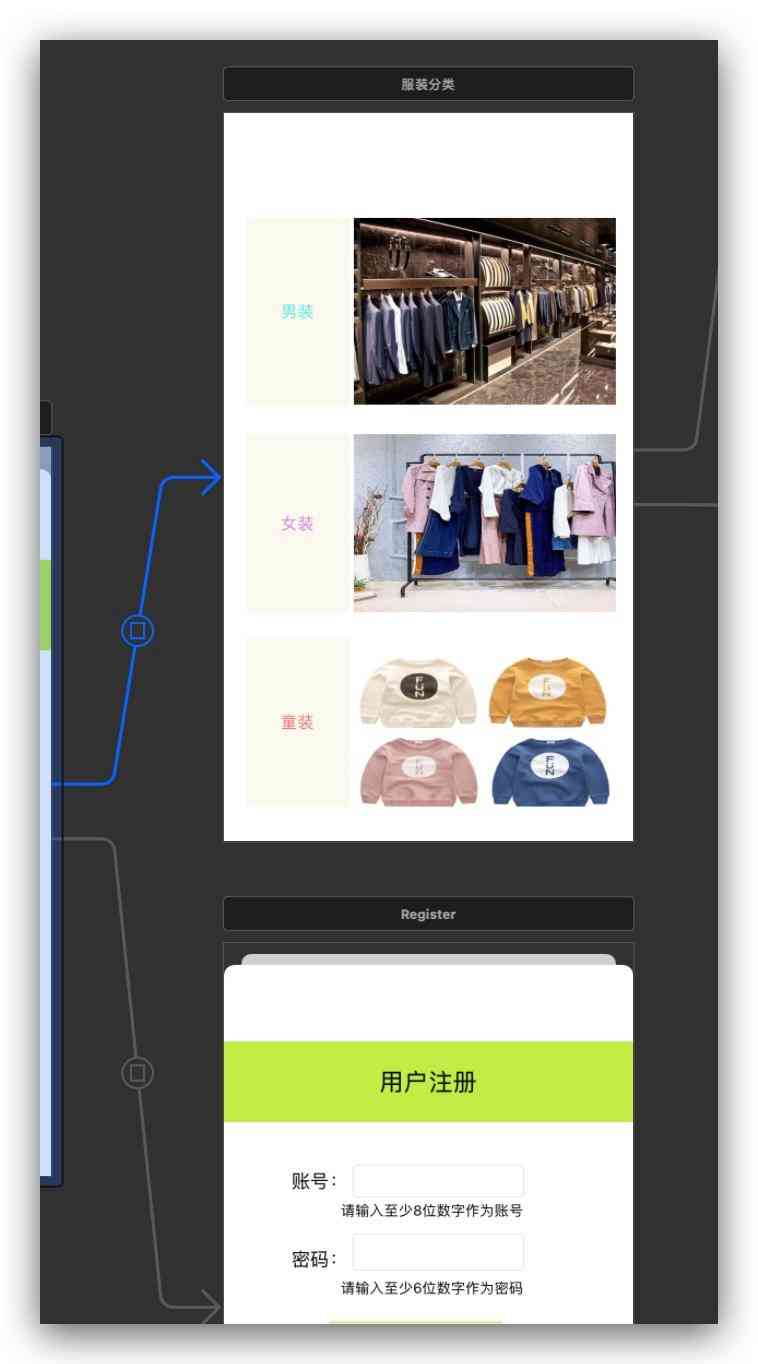 服装分类
男装
女装
童装
FUN
FUN
FUN
FUN
Register
用户注册
账号：
请输入至少8位数字作为账号
密码：
请输入至少6位数字作为密码